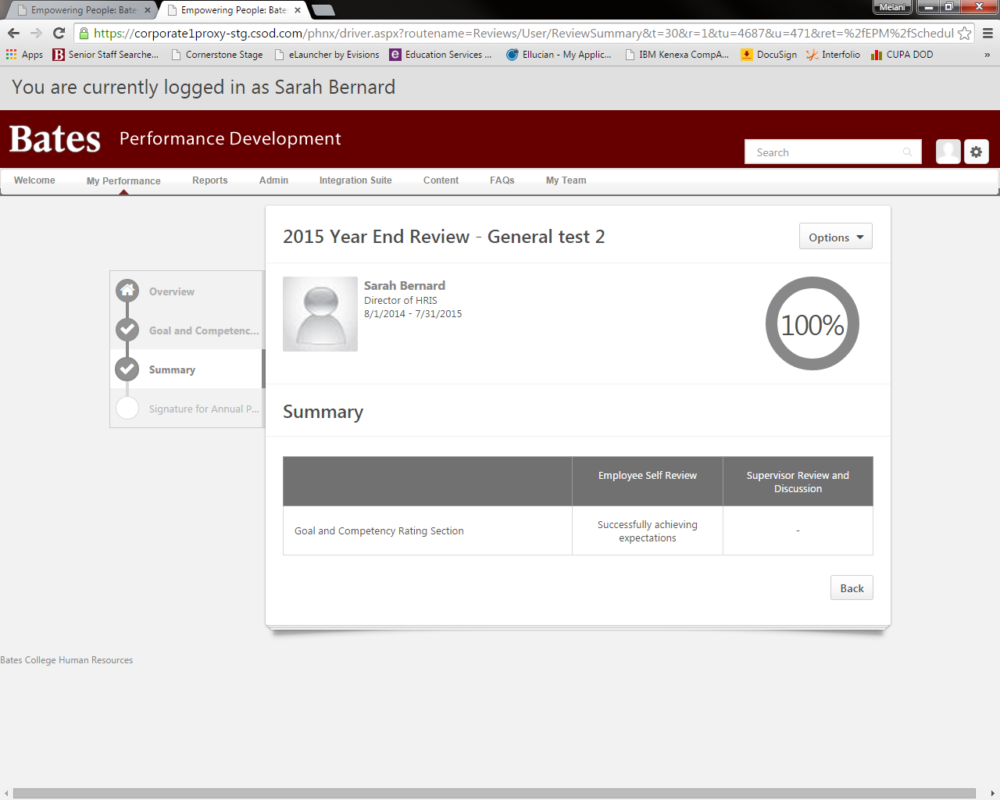 Empowering People: Bate
Empowering People: Bate
Melani
https://corporate1proxy-stg.csod.com/phnx/driver.aspx?routename=Reviews/User/ReviewSummary&t=30&r=1&tu=4687&u=471&ret=%2fEPM%2fSchedul
Apps
Senior Staff Searche...
Cornerstone Stage
eLauncher by Evisions
Education Services ...
Ellucian - My Applic...
IBM Kenexa CompA...
DocuSign
Interfolio
CUPA DOD
»
You are currently logged in as Sarah Bernard
Bates Performance Development
Search
Welcome
My Performance
Reports
Admin
Integration Suite
Content
FAQs
My Team
2015 Year End Review - General test 2
Options
Overview
Goal and Competenc...
Summary
Signature for Annual P...
Sarah Bernard
Director of HRIS
8/1/2014 - 7/31/2015
100%
Summary
Employee Self Review
Supervisor Review and
Discussion
Goal and Competency Rating Section
Successfully achieving
expectations
-
Back
Bates College Human Resources